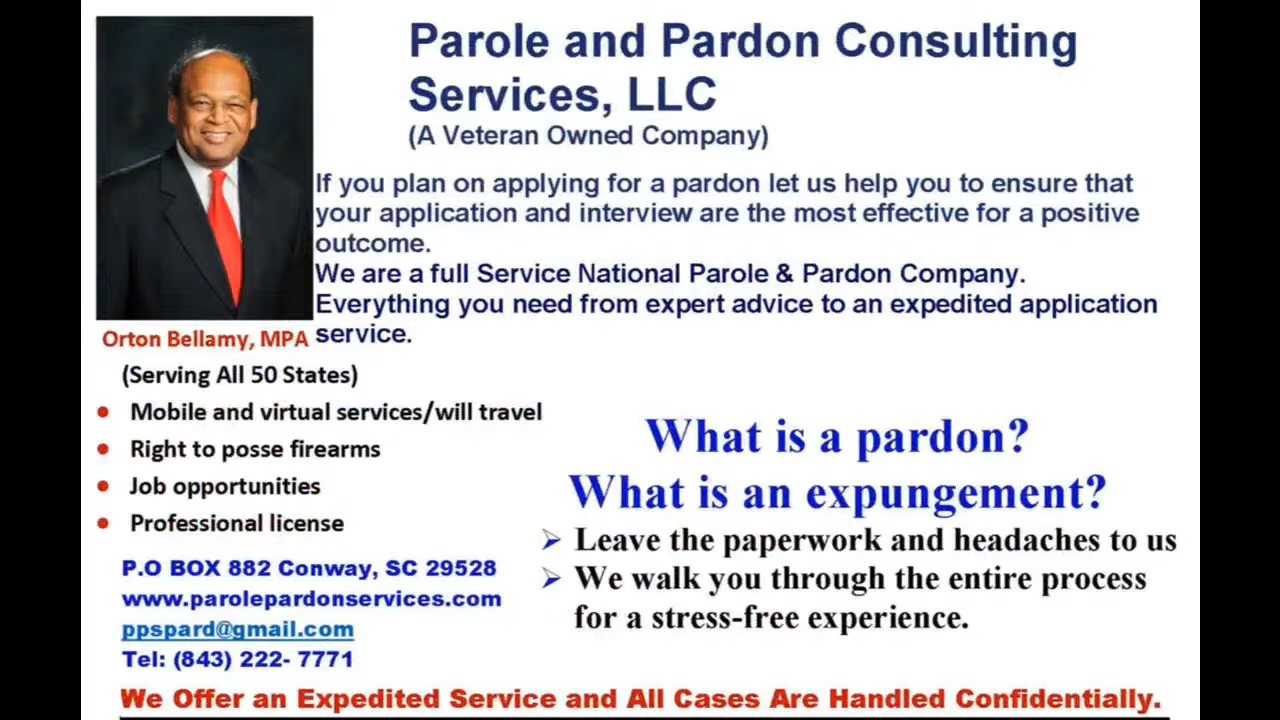 Parole and Pardon Consulting
Services, LLC
(A Veteran Owned Company)
If you plan on applying for a pardon let us help you to ensure that
your application and interview are the most effective for a positive
outcome.
We are a full Service National Parole & Pardon Company.
Everything you need from expert advice to an expedited application
service.
Orton Bellamy, MPA
(Serving All 50 States)
• Mobile and virtual services/will travel
• Right to posse firearms
• Job opportunities
• Professional license
P.O BOX 882 Conway, SC 29528
www.parolepardonservices.com
ppspard@gmail.com
Tel: (843) 222- 7771
What is a pardon?
What is an expungement?
➢ Leave the paperwork and headaches to us
➢ We walk you through the entire process
for a stress-free experience.
We Offer an Expedited Service and All Cases Are Handled Confidentially.